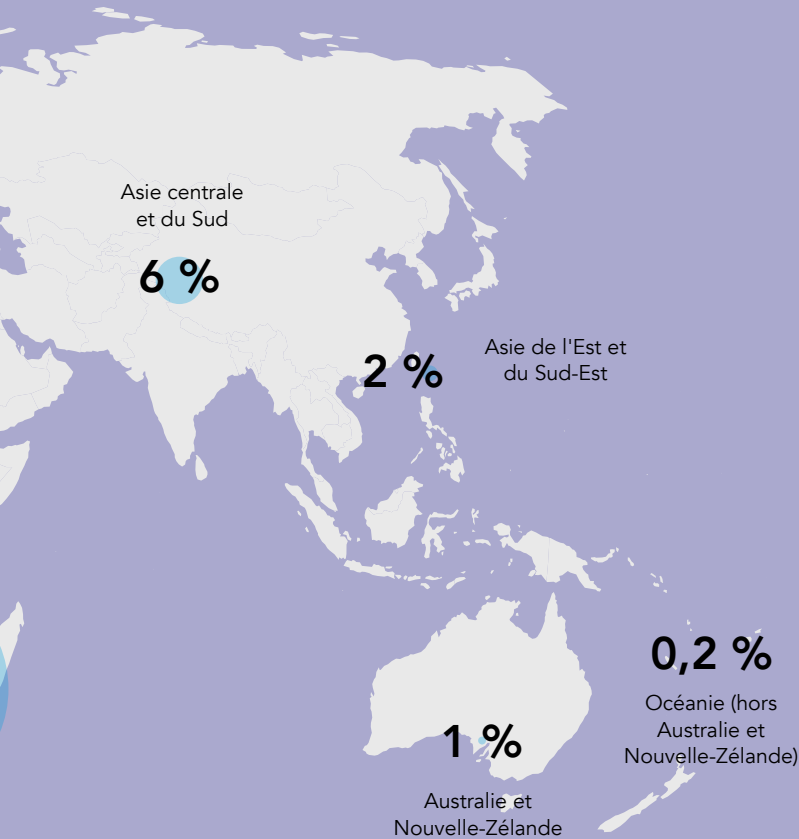 Asie centrale
et du Sud
6 %
2 %
Asie de l'Est et
du Sud-Est
0,2 %
Océanie (hors
Australie et
Nouvelle-Zélande)
1 %
Australie et
Nouvelle-Zélande